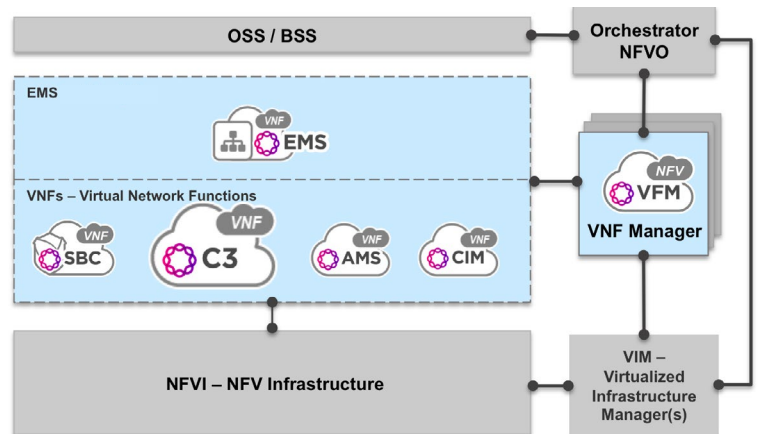 OSS / BSS
Orchestrator
NFVO
EMS
VNF
EMS
NFV
VFM
VNF Manager
VNFs – Virtual Network Functions
VNF
SBC
VNF
C3
VNF
AMS
VNF
CIM
NFVI – NFV Infrastructure
VIM –
Virtualized
Infrastructure
Manager(s)